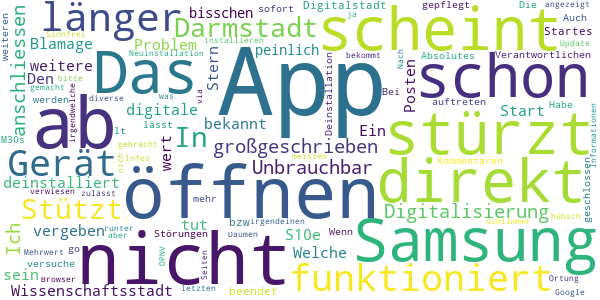 länger
bisschen
sofort
Digitalstadt
ja
gepflegt
Die
angezeigt
weiteren
Sinnfrei
Installieren
Darmstadt
scheint
Auch
Startes
Blamage
Problem
peinlich
Nach
Update
Verantwortlichen
anschliessen
weitere
Den
Das
App
Stern
Neuinstallation
Deinstallation
bekommt
Absolutes
Posten
Bei
schon
bitte
gemacht
werden
diverse
Was
digitale
via
auftreten
Habe
M30s
irgendwelche
ab
lt
lässt
In
bekannt
Ein
Start
stürzt
Informationen
gebracht
nich
Infos
meisten
wert
großgeschrieben
geschlossen
Gerät
öffnen
Unbrauchbar
direkt
Kommentaren
deinstalliert
verwiesen
zulässt
mehr
Ich
Stützt
Digitalisierung
schlimmer
hübsch
vergeben
runter
aber
tut
bzw
irgendeinen
S10e
Wenn
Samsung
nicht
Störungen
Daumen
Welche
sein
Mehrwert
go
ÖPNV
Seiten
versuche
Browser
letzten
funktioniert
Ortung
Wissenschaftsstadt
beendet
Google